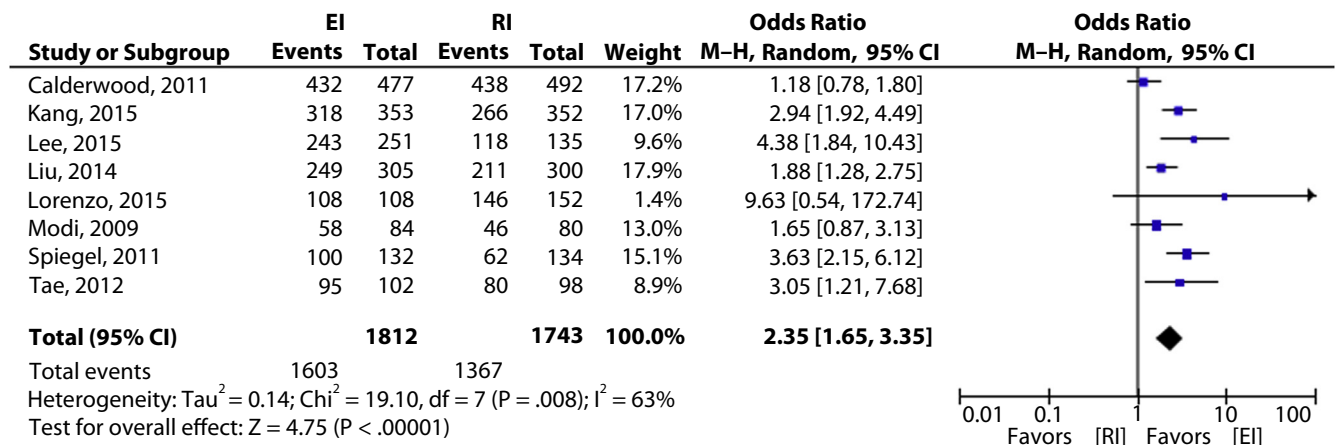 EI RI Odds Ratio Odds Ratio
Study or Subgroup Events Total Events Total Weight M–H, Random, 95% CI M–H, Random, 95% CI
Calderwood, 2011 432 477 438 492 17.2% 1.18 [0.78, 1.80]
Kang, 2015 318 353 266 352 17.0% 2.94 [1.92, 4.49]
Lee, 2015 243 251 118 135 9.6% 4.38 [1.84, 10.43]
Liu, 2014 249 305 211 300 17.9% 1.88 [1.28, 2.75]
Lorenzo, 2015 108 108 146 152 1.4% 9.63 [0.54, 172.74]
Modi, 2009 58 84 46 80 13.0% 1.65 [0.87, 3.13]
Spiegel, 2011 100 132 62 134 15.1% 3.63 [2.15, 6.12]
Tae, 2012 95 102 80 98 8.9% 3.05 [1.21, 7.68]
Total (95% CI) 1812 1743 100.0% 2.35 [1.65, 3.35]
Total events 1603 1367
Heterogeneity: Tau² = 0.14; Chi² = 19.10, df = 7 (P = .008); I² = 63%
Test for overall effect: Z = 4.75 (P < .00001)
0.01 0.1 1 10 100
Favors [RI] Favors [EI]